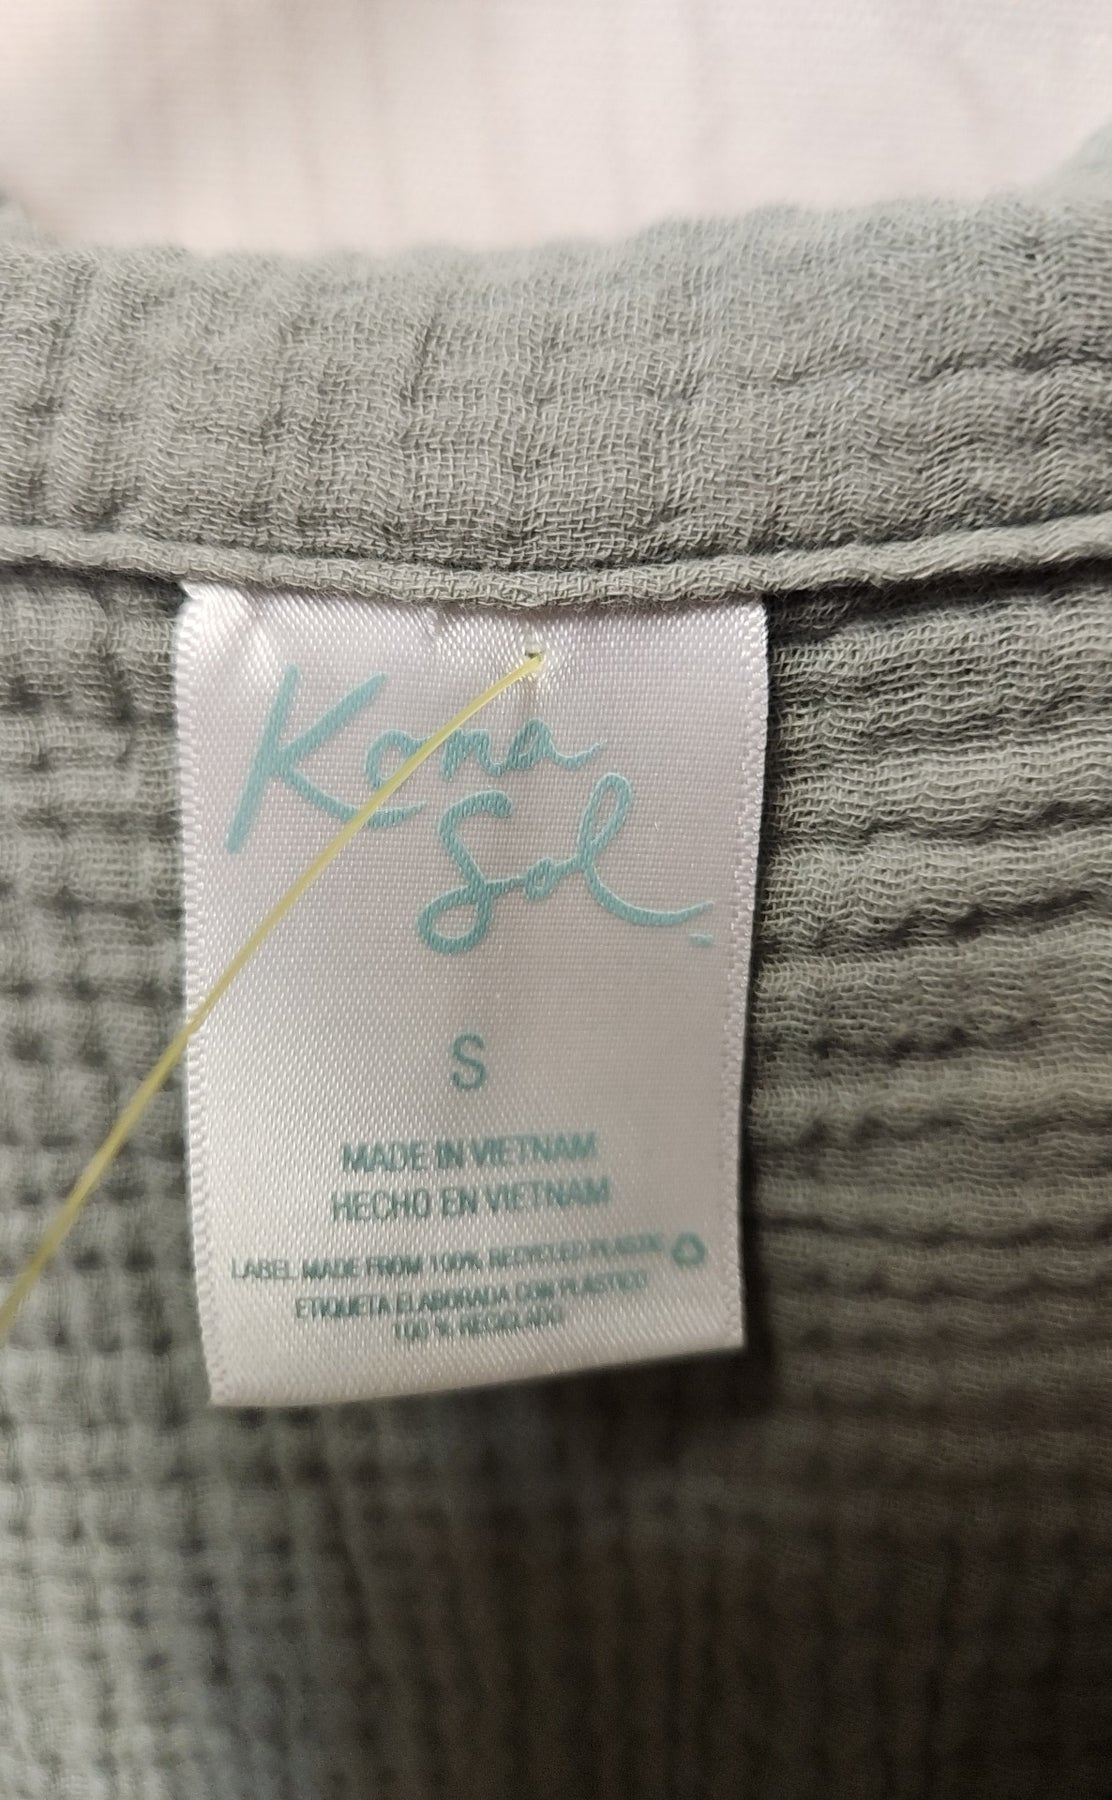 Kona
Sol
S
MADE IN VIETNAM
HECHO EN VIETNAM
LABEL MADE FROM 100% RECYCLED PLASTIC
ETIQUETA ELABORADA CON PLASTICO
100 % RECICLADO